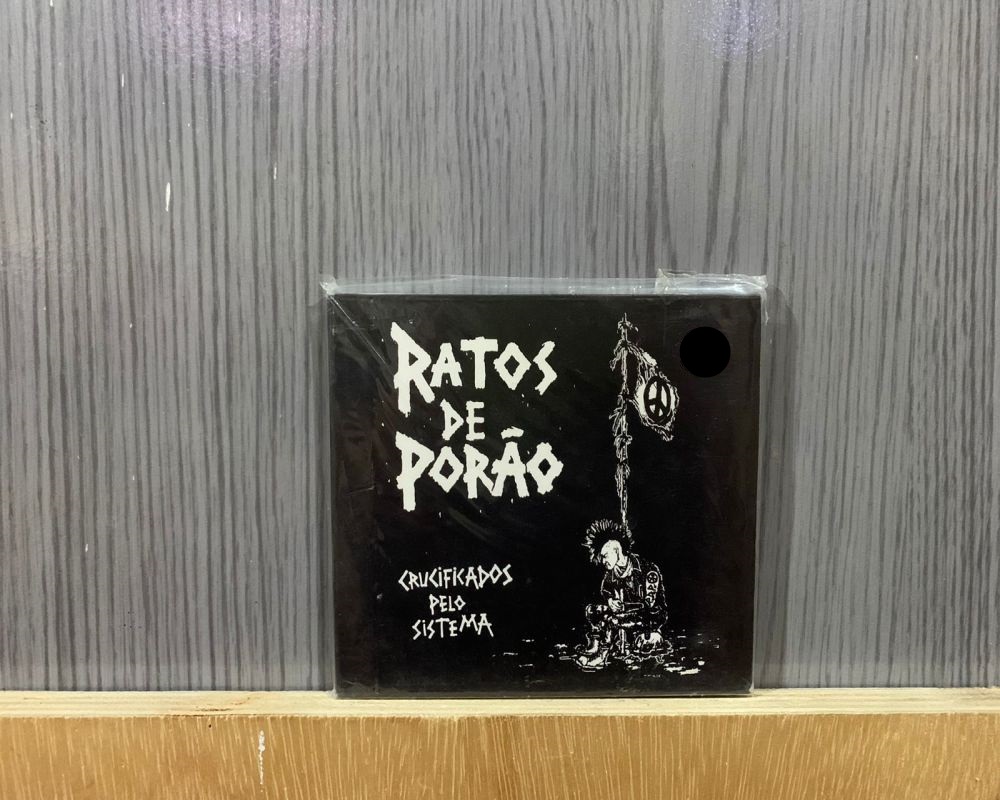 RATOS
DE
PORÃO
CRUCIFICADOS
PELO
SISTEMA